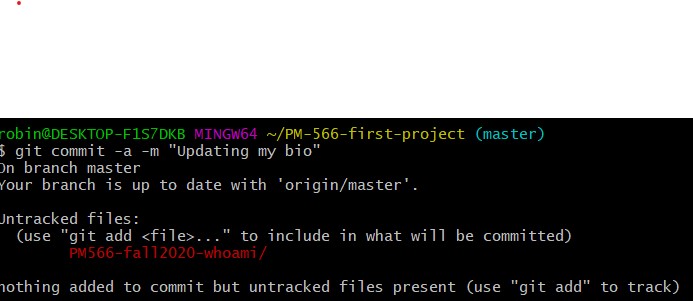 robin@DESKTOP-F1S7DKB MINGW64 ~/PM-566-first-project (master)
$ git commit -a -m "Updating my bio"
On branch master
Your branch is up to date with 'origin/master'.
Untracked files:
(use "git add <file>..." to include in what will be committed)
PM566-fall2020-whoami/
nothing added to commit but untracked files present (use "git add" to track)